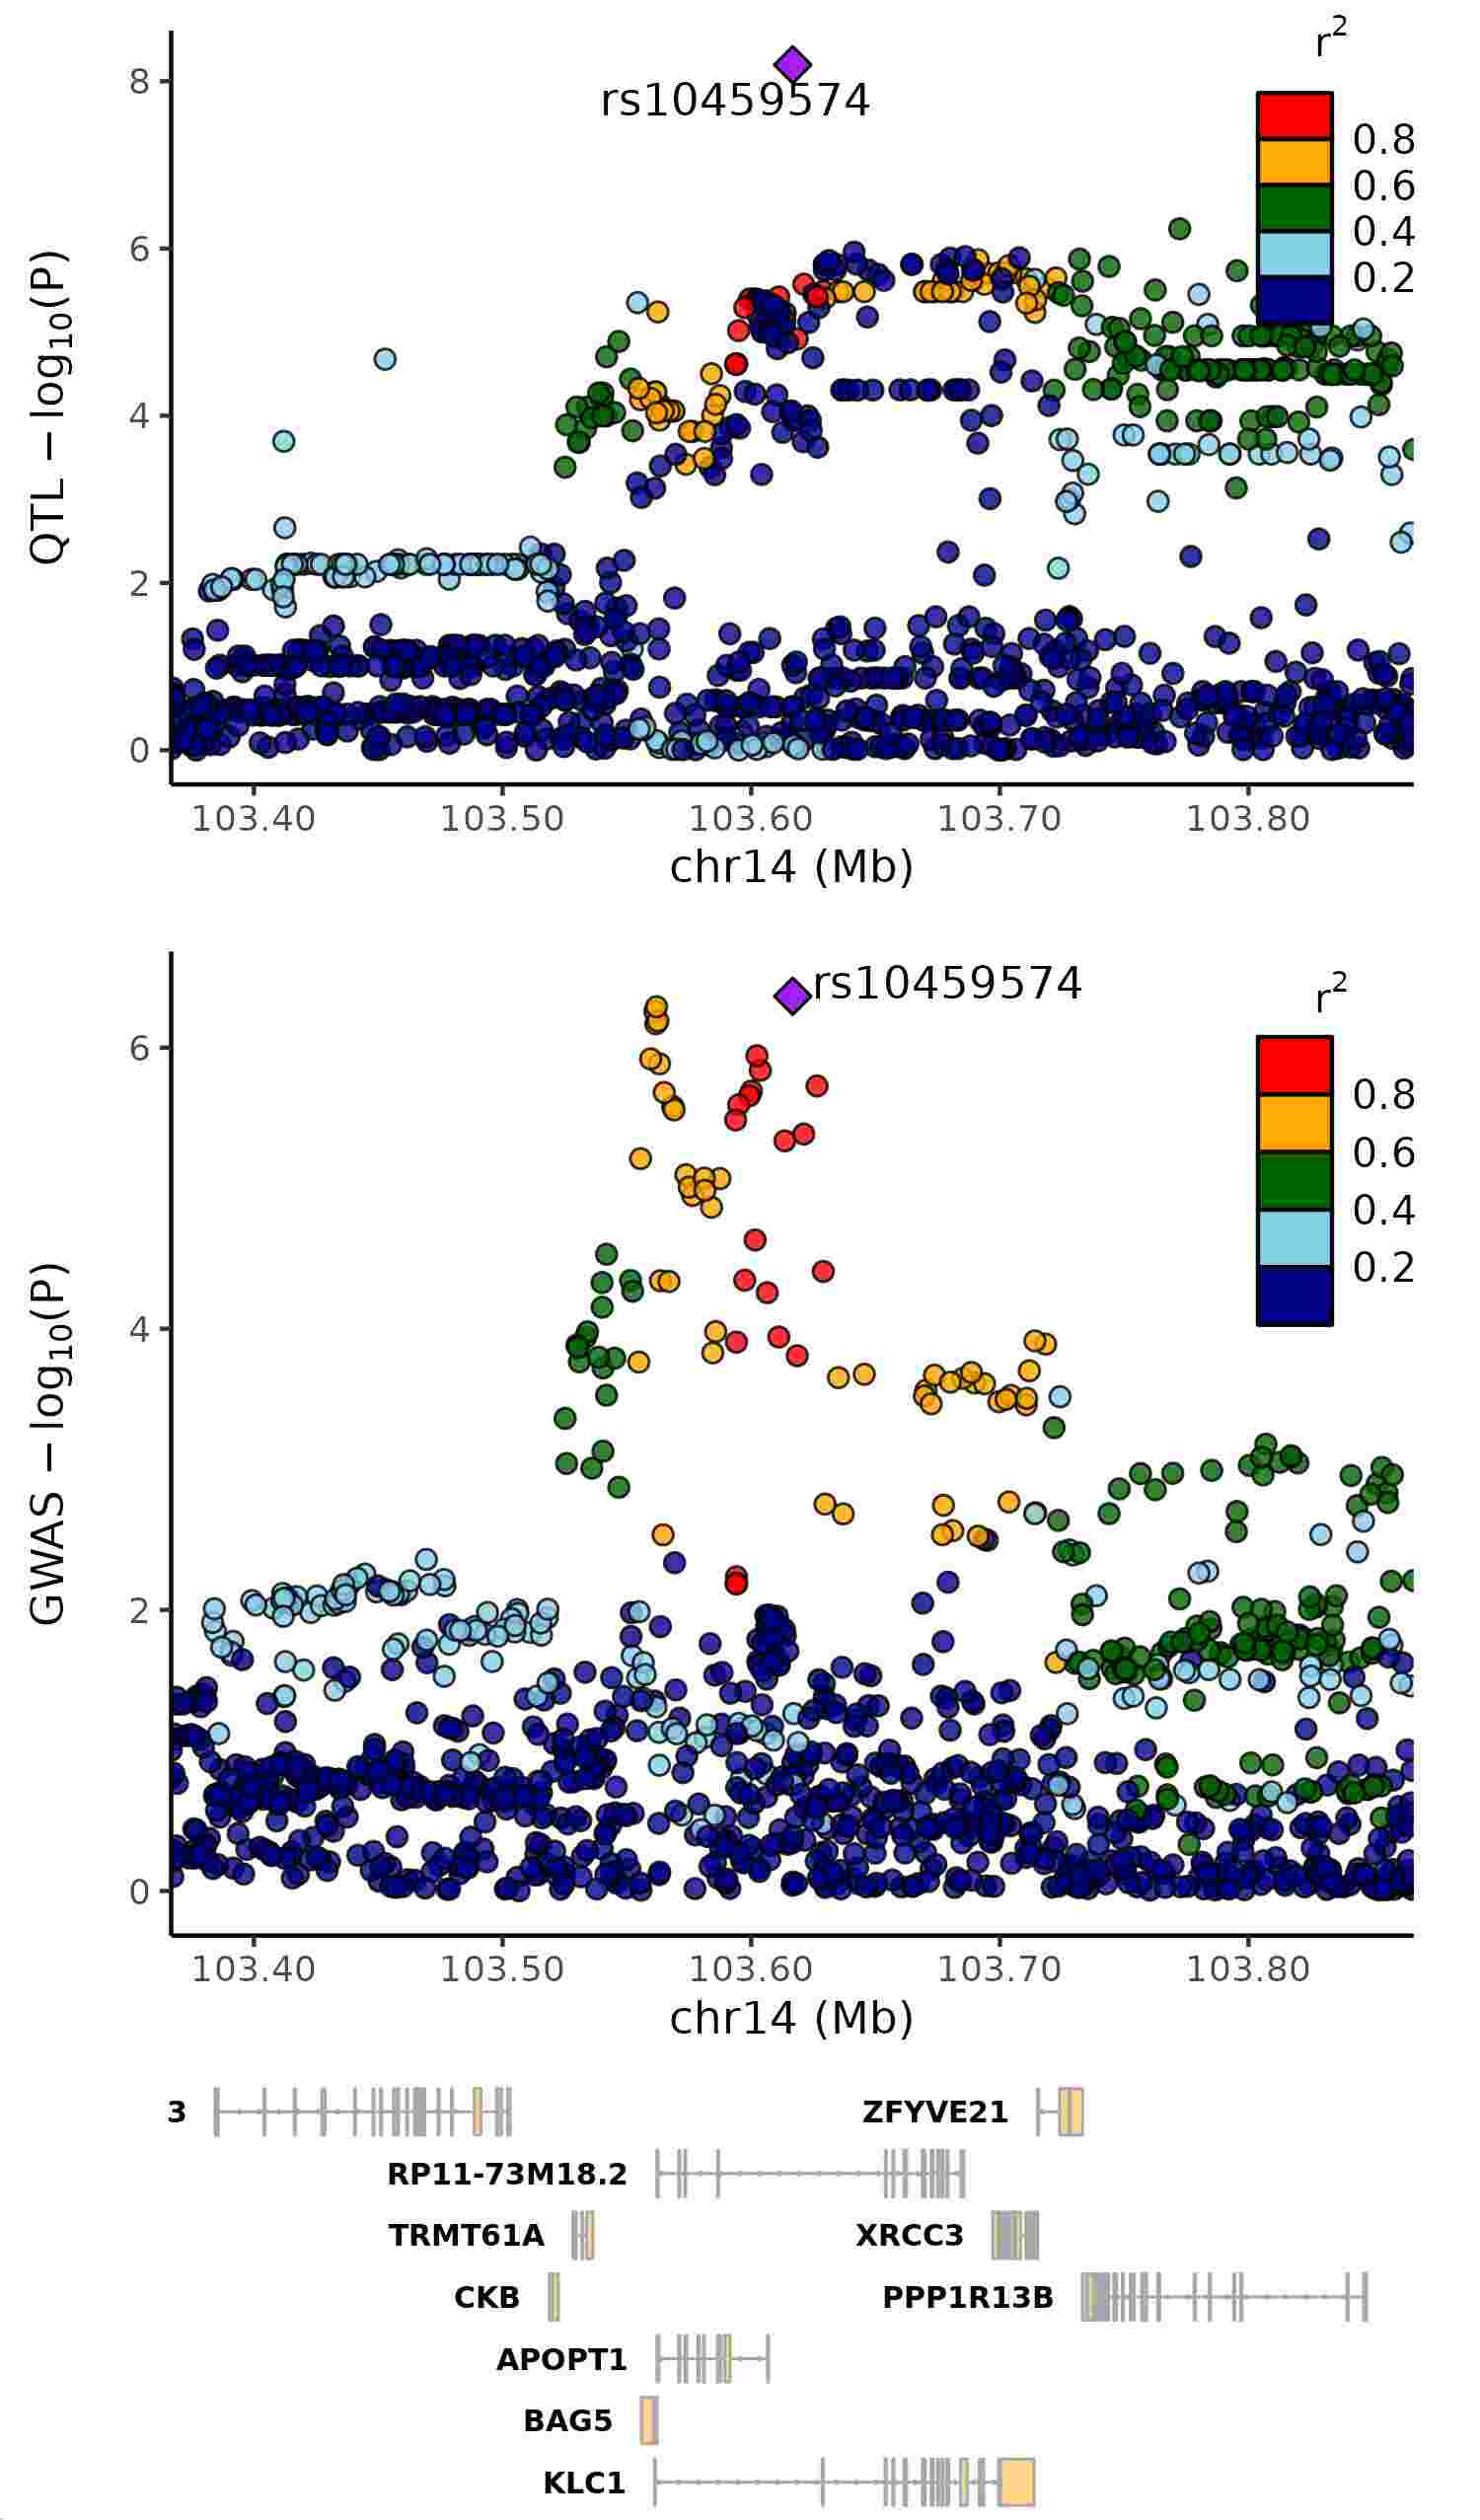 r2
8
rs10459574
0.8
0.6
6
0.4
0.2
QTL −log10(P)
4
2
0
103.40 103.50 103.60 103.70 103.80
chr14 (Mb)
rs10459574
r2
6
0.8
0.6
0.4
0.2
GWAS −log10(P)
4
2
0
103.40 103.50 103.60 103.70 103.80
chr14 (Mb)
3 ZFYVE21
RP11-73M18.2
TRMT61A XRCC3
CKB PPP1R13B
APOPT1
BAG5
KLC1